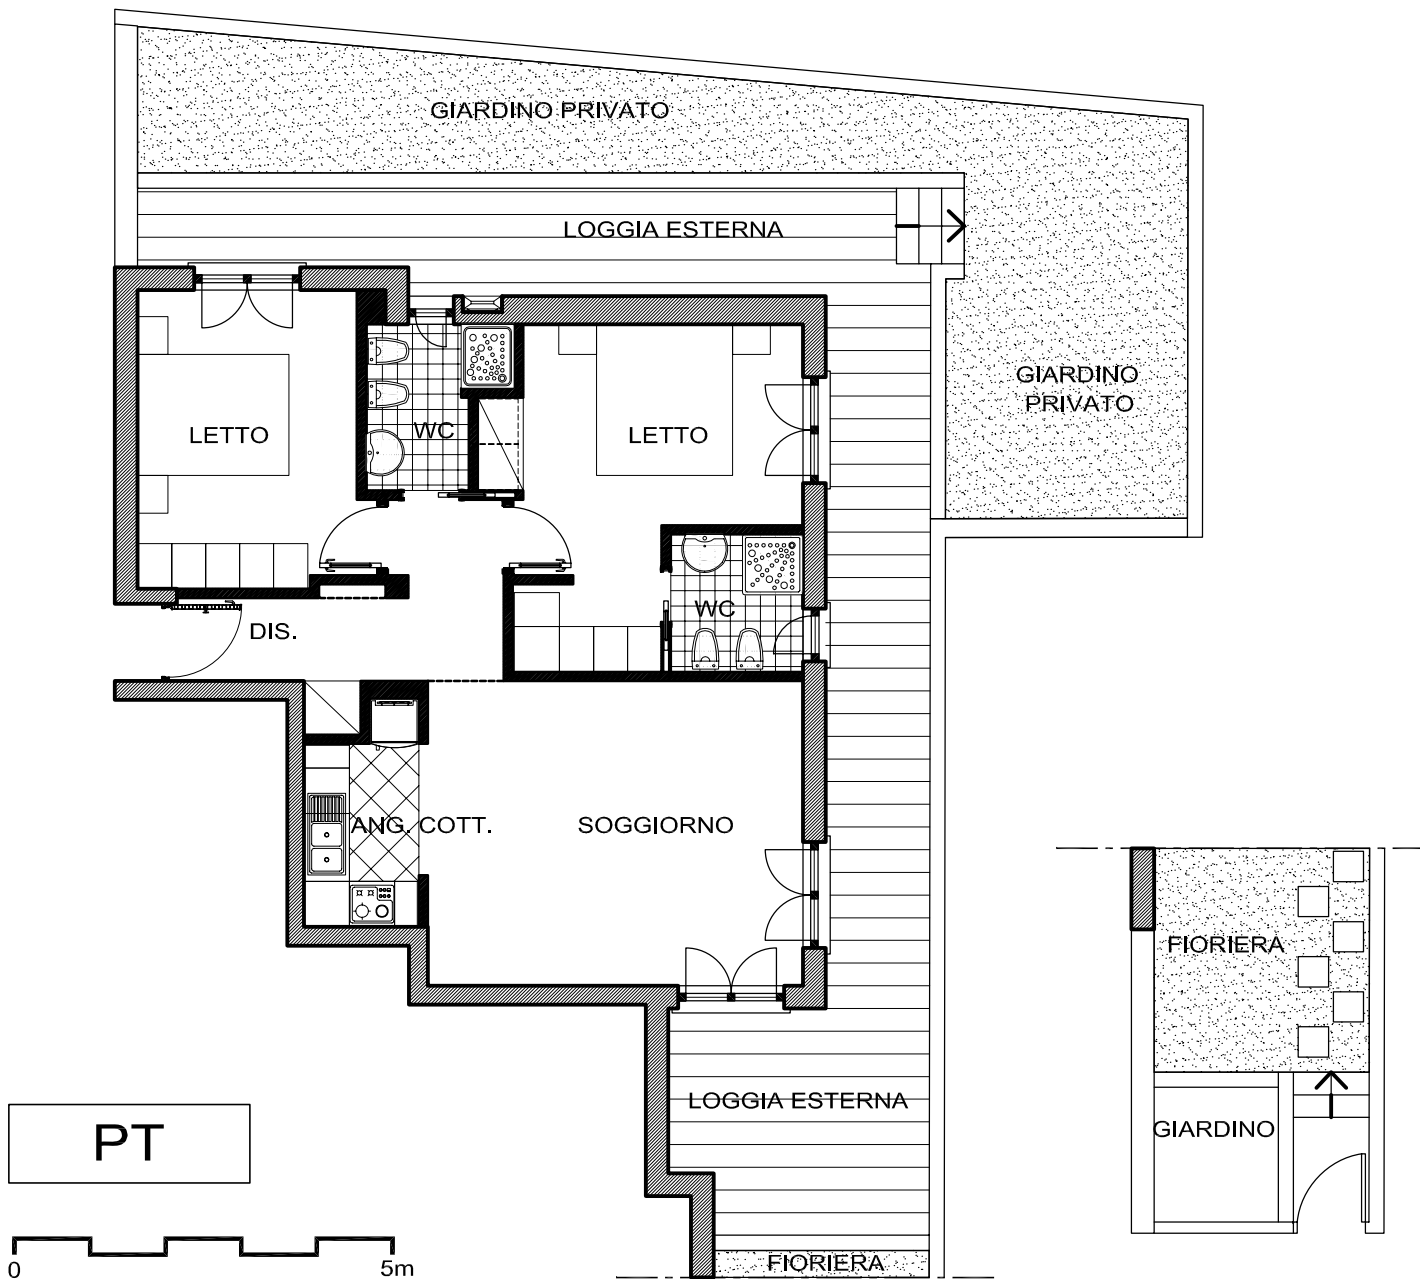 GIARDINO PRIVATO
LOGGIA ESTERNA
GIARDINO
PRIVATO
LETTO
WC
LETTO
WC
DIS.
ANG. COTT.
SOGGIORNO
FIORIERA
LOGGIA ESTERNA
GIARDINO
PT
FIORIERA
0
5m